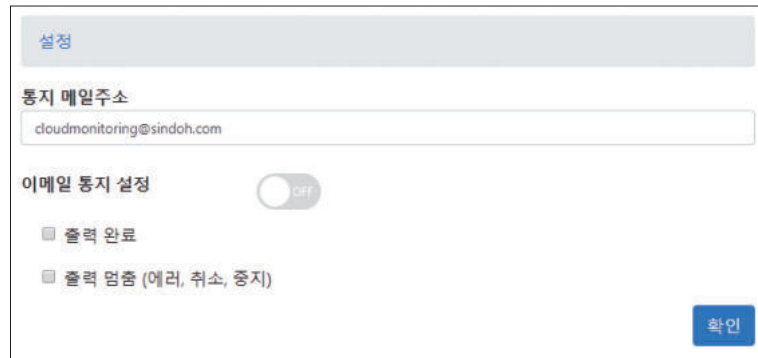 설정
통지 메일주소
cloudmonitoring@sindoh.com
이메일 통지 설정
OFF
출력 완료
출력 멈춤 (에러, 취소, 중지)
확인